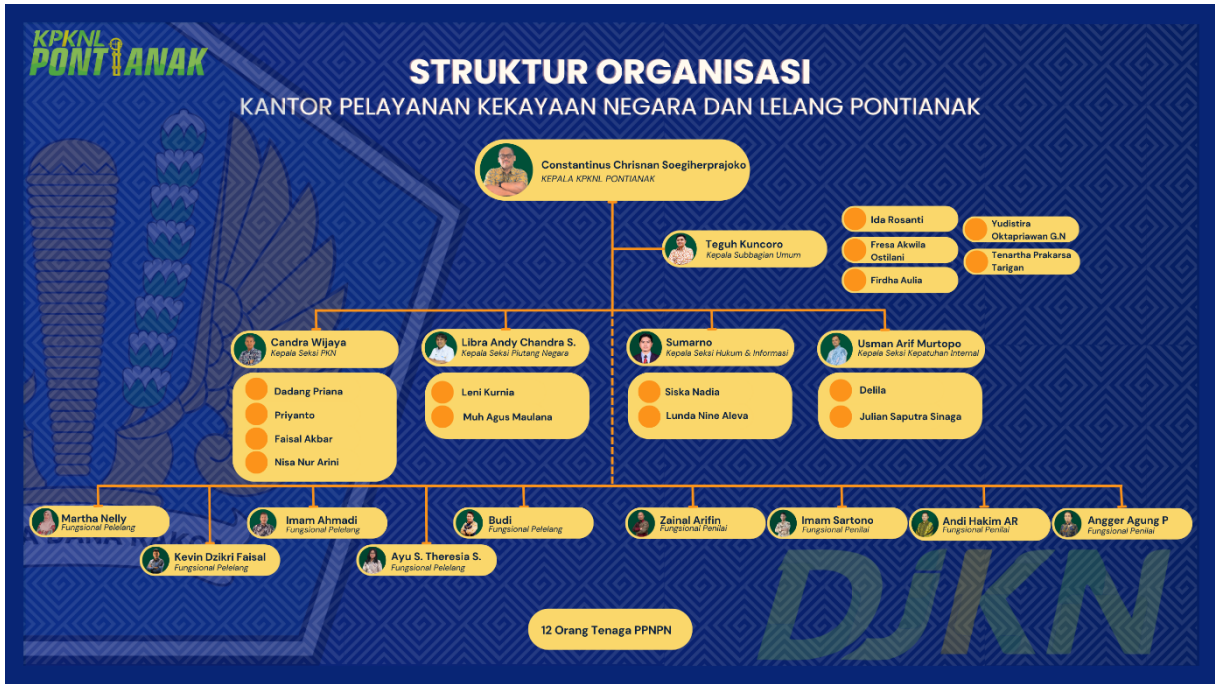 KPKNL
PONTIANAK
STRUKTUR ORGANISASI
KANTOR PELAYANAN KEKAYAAN NEGARA DAN LELANG PONTIANAK
Constantinus Chrisnan Soegiherprajoko
KEPALA KPKNL PONTIANAK
Teguh Kuncoro
Kepala Subbagian Umum
Ida Rosanti
Fresa Akwila
Ostilani
Firdha Aulia
Yudistira
Oktapriawan G.N
Tenartha Prakarsa
Tarigan
Candra Wijaya
Kepala Seksi PKN
Dadang Priana
Priyanto
Faisal Akbar
Nisa Nur Arini
Libra Andy Chandra S.
Kepala Seksi Piutang Negara
Leni Kurnia
Muh Agus Maulana
Sumarno
Kepala Seksi Hukum & Informasi
Siska Nadia
Lunda Nine Aleva
Usman Arif Murtopo
Kepala Seksi Kepatuhan Internal
Delila
Julian Saputra Sinaga
Martha Nelly
Fungsional Pelelang
Kevin Dzikri Faisal
Fungsional Pelelang
Imam Ahmadi
Fungsional Pelelang
Ayu S. Theresia S.
Fungsional Pelelang
Budi
Fungsional Pelelang
Zainal Arifin
Fungsional Penilai
Imam Sartono
Fungsional Penilai
Andi Hakim AR
Fungsional Penilai
Angger Agung P
Fungsional Penilai
12 Orang Tenaga PPNPN
DJKN